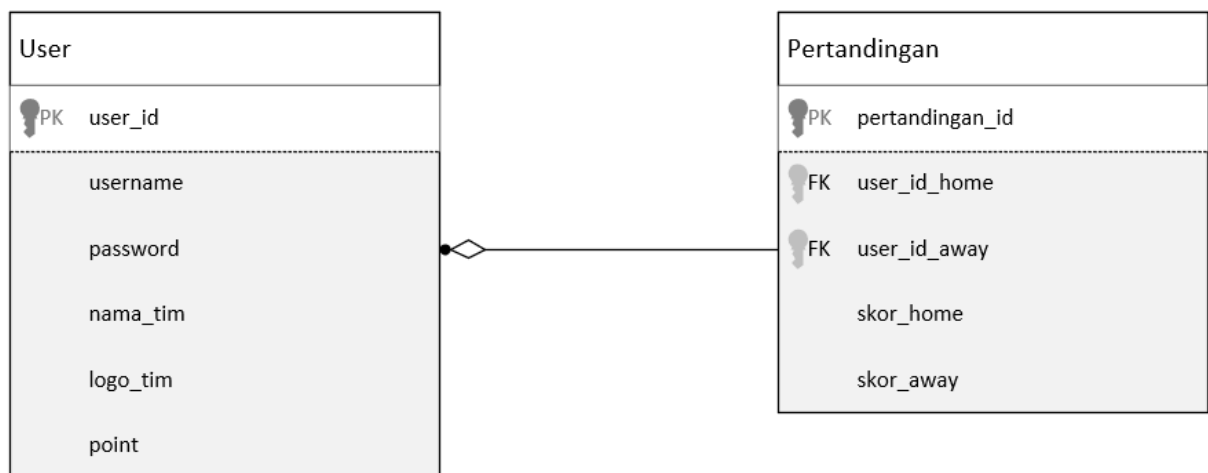 User
PK user_id
username
password
nama_tim
logo_tim
point
Pertandingan
PK pertandingan_id
FK user_id_home
FK user_id_away
skor_home
skor_away